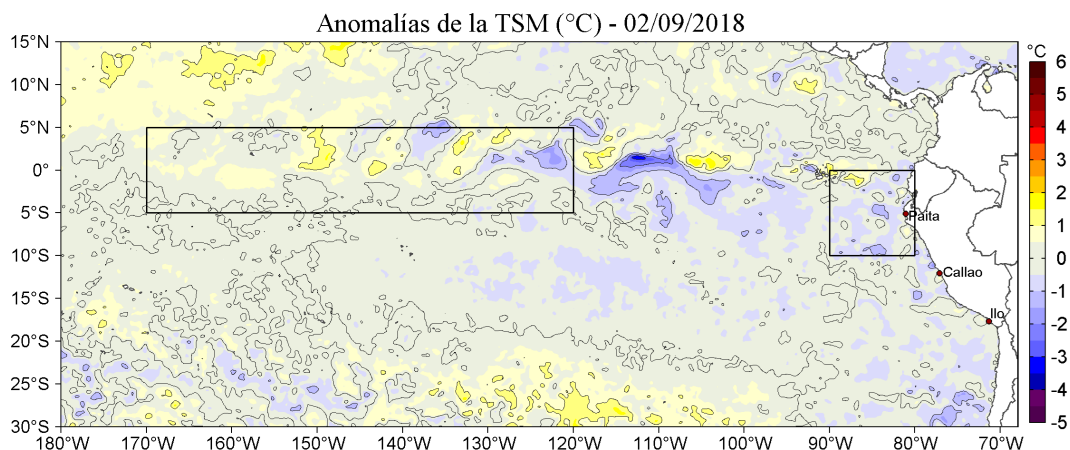 Anomalías de la TSM (°C) - 02/09/2018
15°N
10°N
5°N
0°
5°S
10°S
15°S
20°S
25°S
30°S
180°W
170°W
160°W
150°W
140°W
130°W
120°W
110°W
100°W
90°W
80°W
70°W
Paita
Callao
Ilo
°C
6
5
4
3
2
1
0
-1
-2
-3
-4
-5